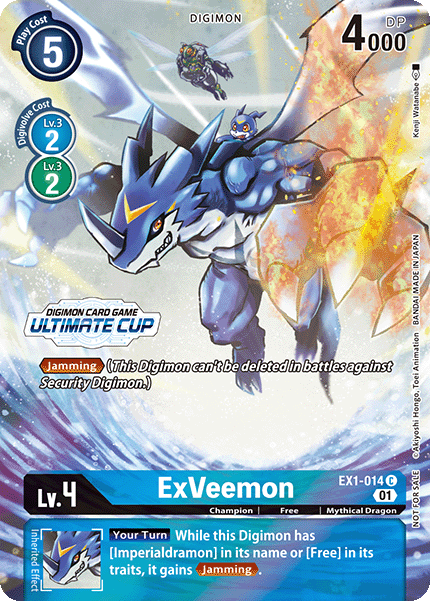 Play Cost
5
DIGIMON
DP
4000
Digivolve Cost
Lv.3
2
Lv.3
2
Kenji Watanabe
DIGIMON CARD GAME
ULTIMATE CUP
Jamming (This Digimon can't be deleted in battles against
Security Digimon.)
©Akiyoshi Hongo, Toei Animation BANDAI MADE IN JAPAN
NOT FOR SALE
Lv.4
ExVeemon
EX1-014 C
01
Champion | Free | Mythical Dragon
Inherited Effect
Your Turn While this Digimon has
[Imperialdramon] in its name or [Free] in its
traits, it gains Jamming.